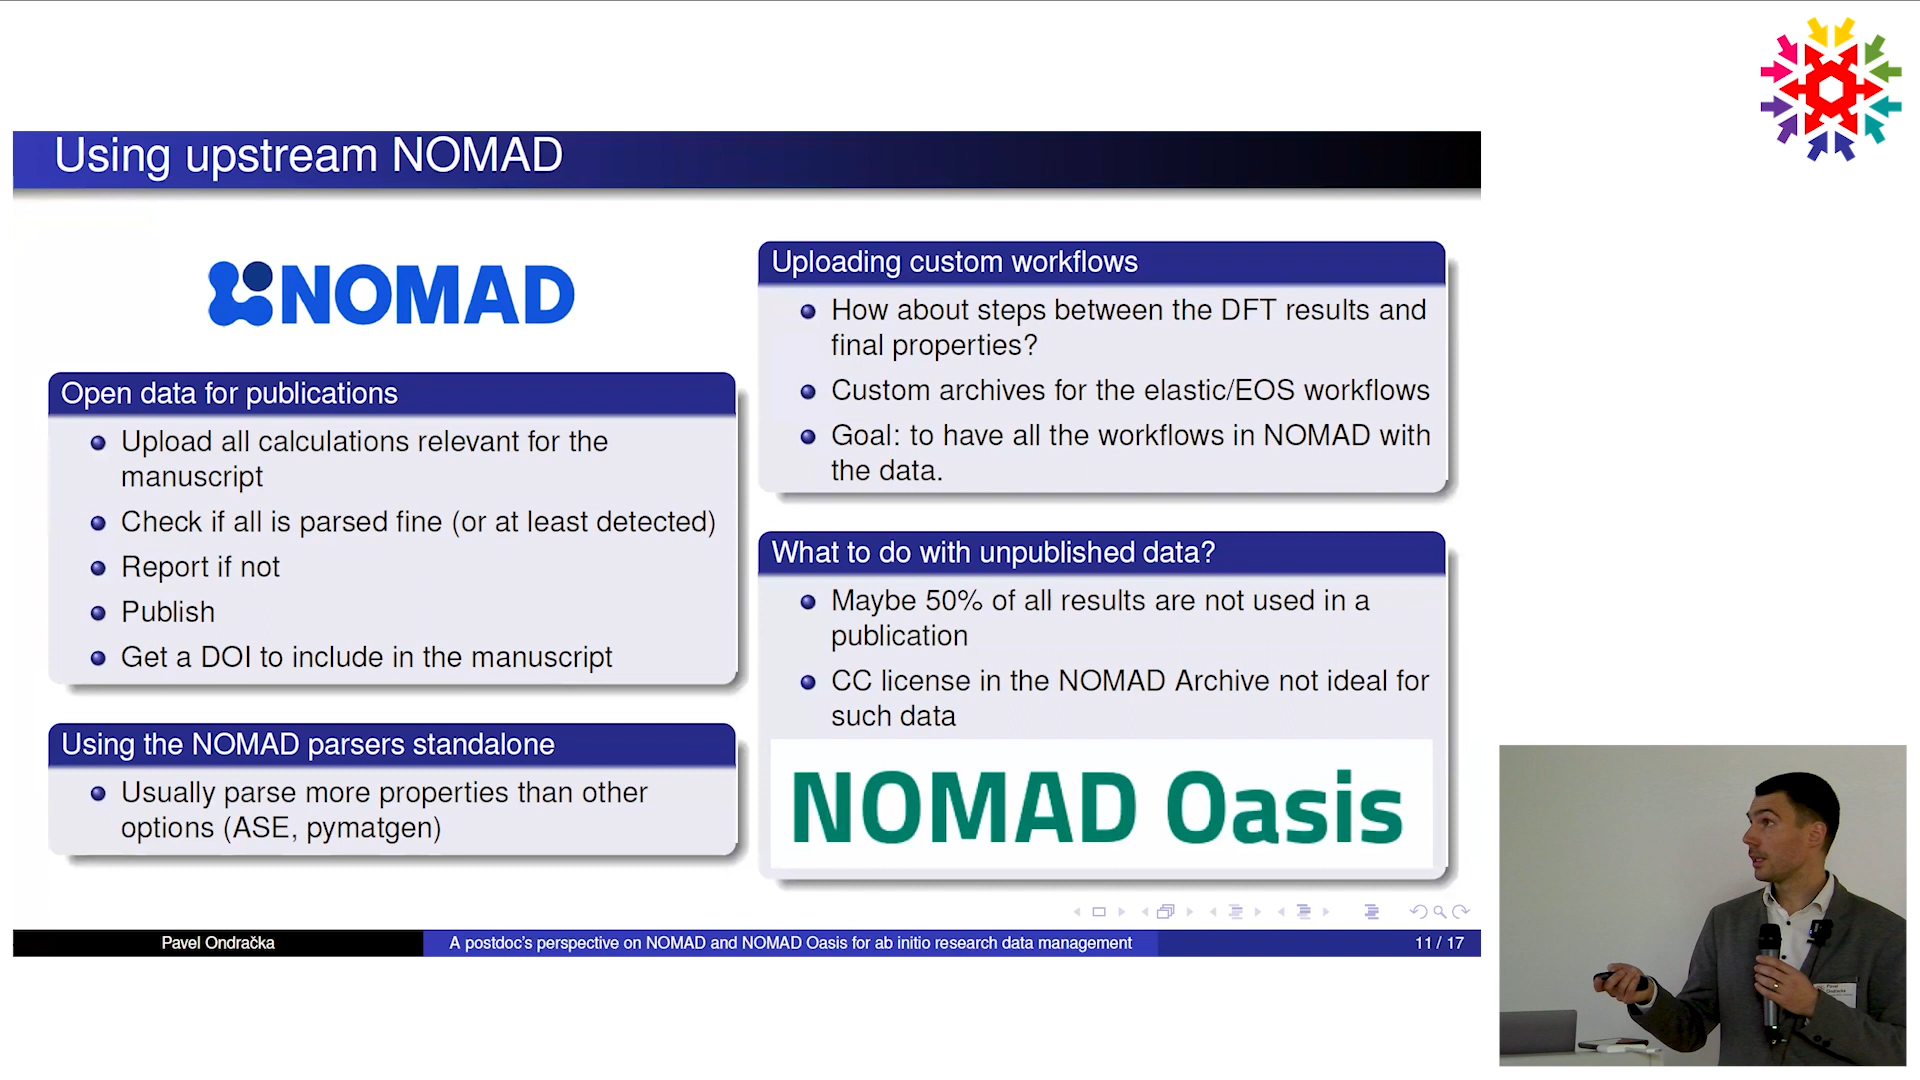 Using upstream NOMAD
NOMAD
Open data for publications
Upload all calculations relevant for the
manuscript
Check if all is parsed fine (or at least detected)
Report if not
Publish
Get a DOI to include in the manuscript
Using the NOMAD parsers standalone
Usually parse more properties than other
options (ASE, pymatgen)
Uploading custom workflows
How about steps between the DFT results and
final properties?
Custom archives for the elastic/EOS workflows
Goal: to have all the workflows in NOMAD with
the data.
What to do with unpublished data?
Maybe 50% of all results are not used in a
publication
CC license in the NOMAD Archive not ideal for
such data
NOMAD Oasis
Pavel Ondračka
A postdoc's perspective on NOMAD and NOMAD Oasis for ab initio research data management
11 / 17
Pavel
Ondracka